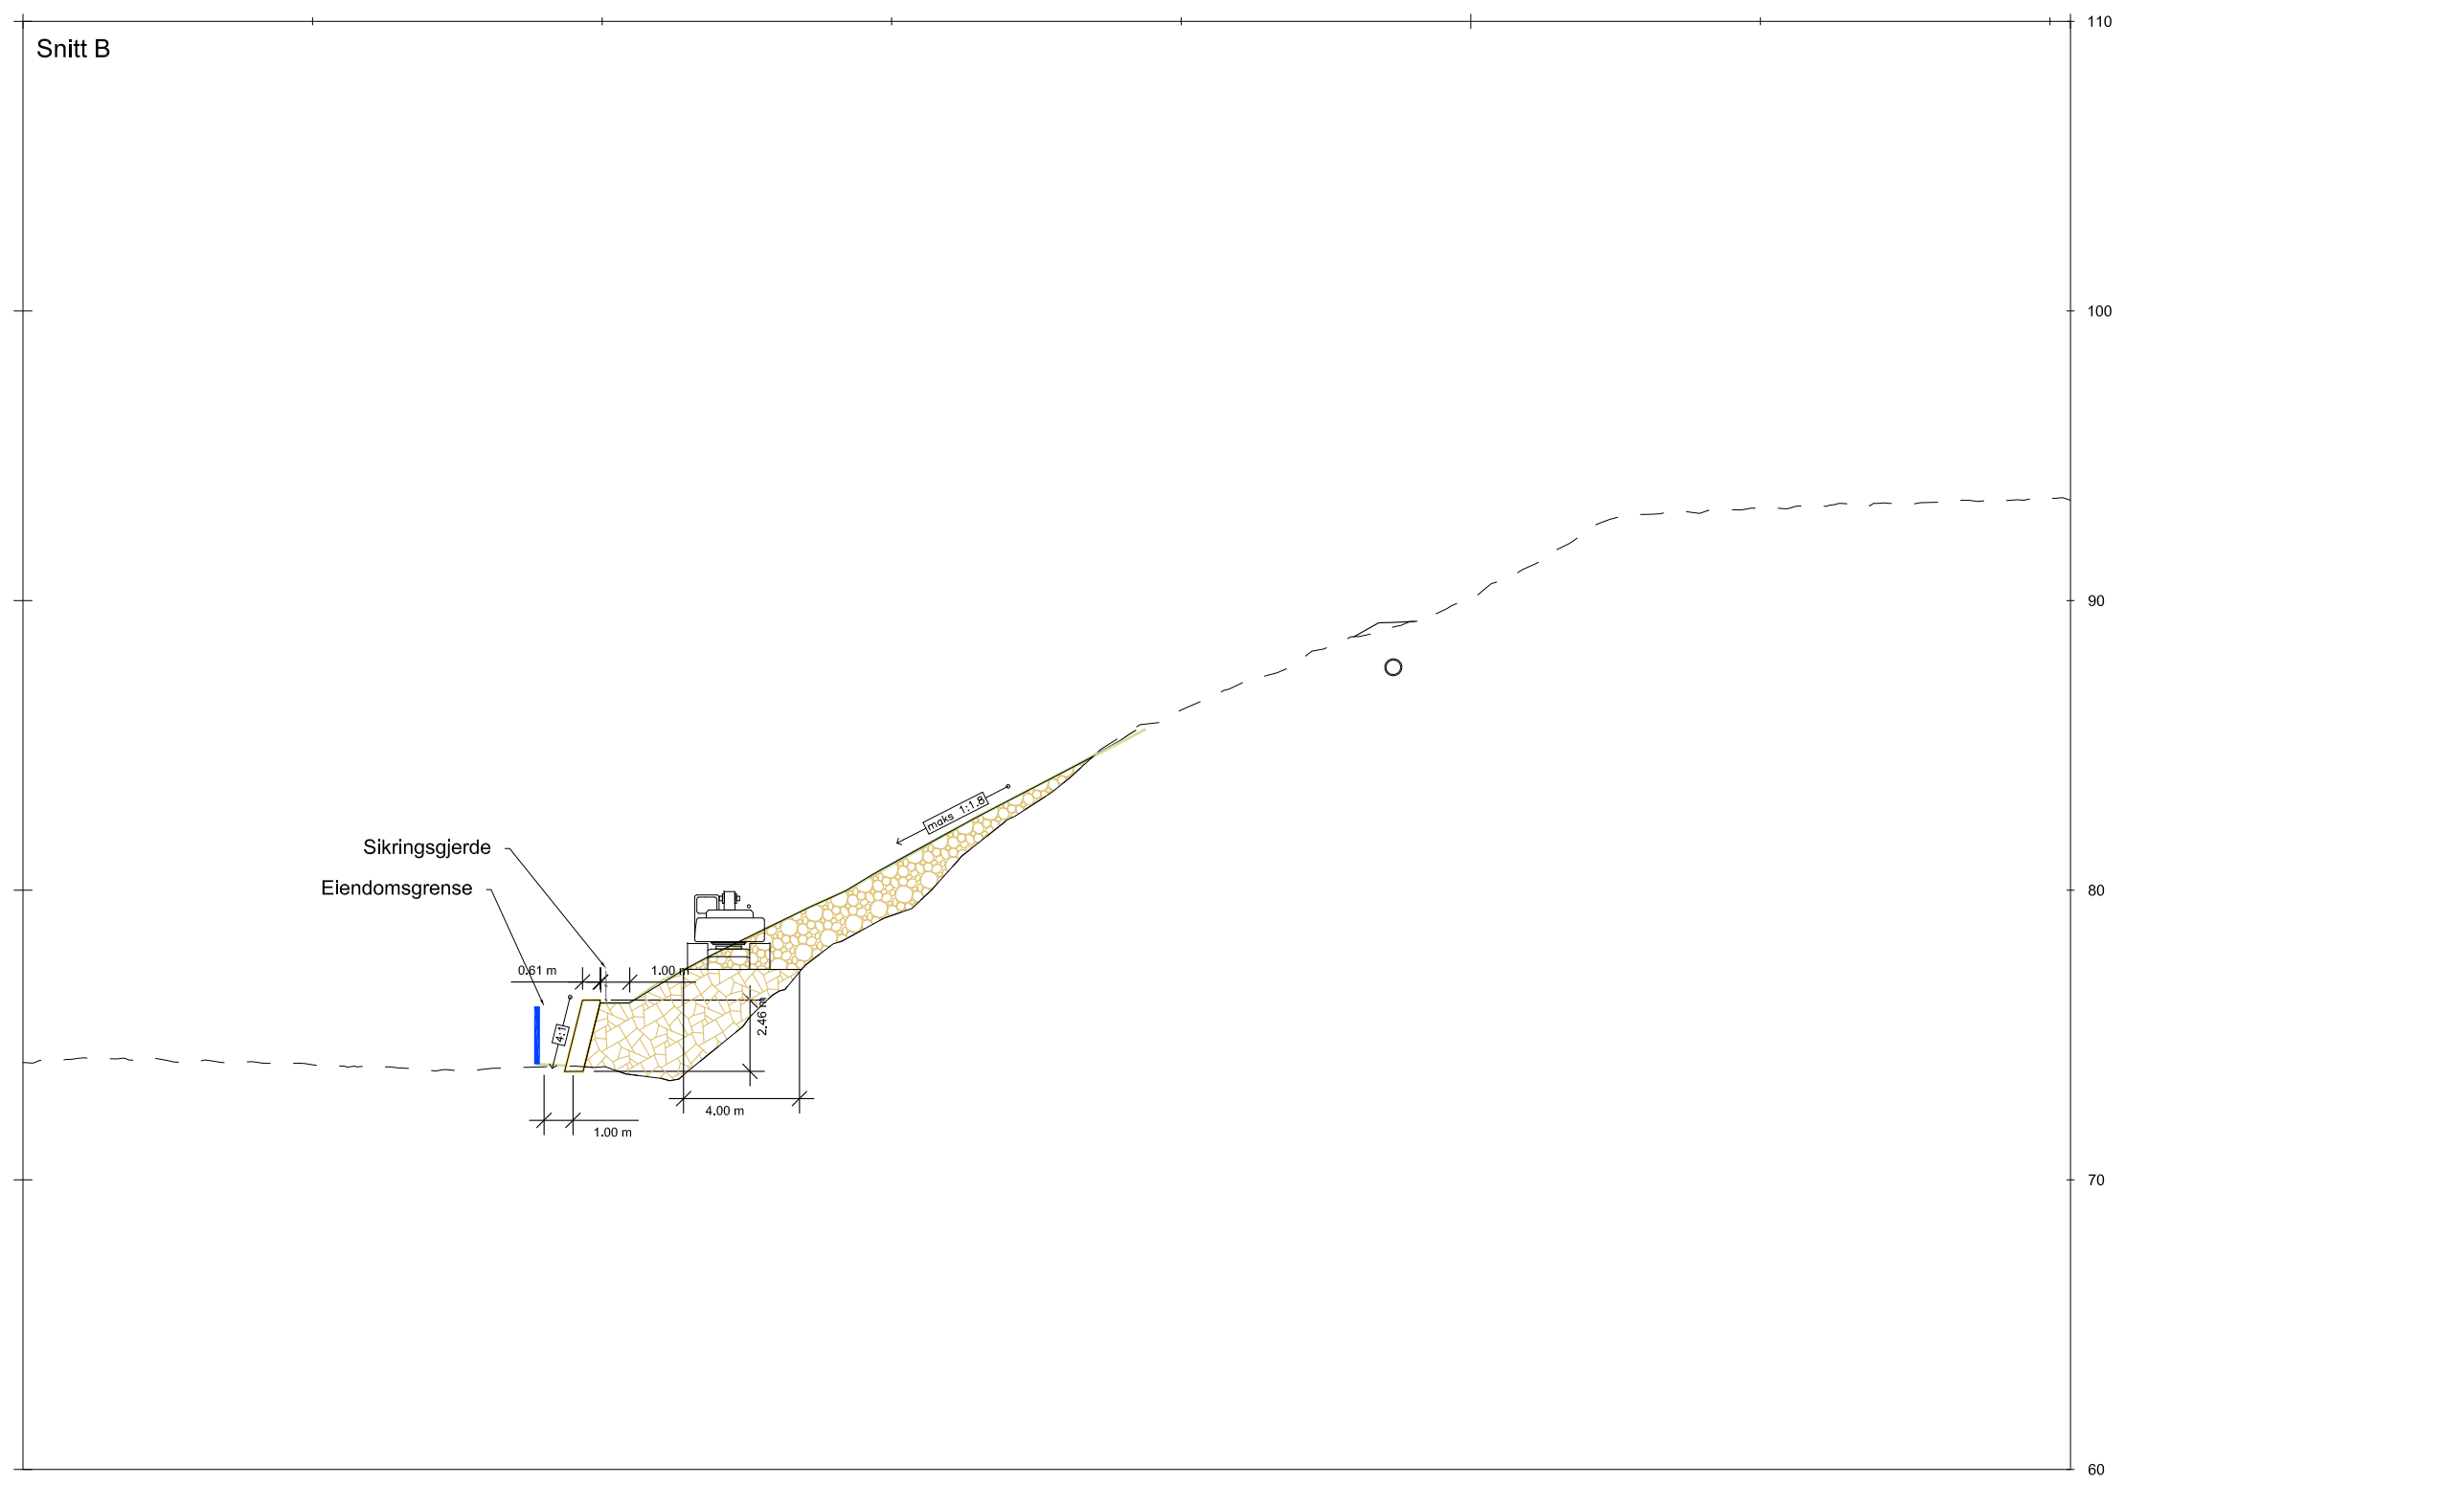 Snitt B
110
100
90
maks 1:1.8
Sikringsgjerde
Eiendomsgrense
80
0.61 m
1.00 m
2.46 m
4:1
4.00 m
1.00 m
70
60